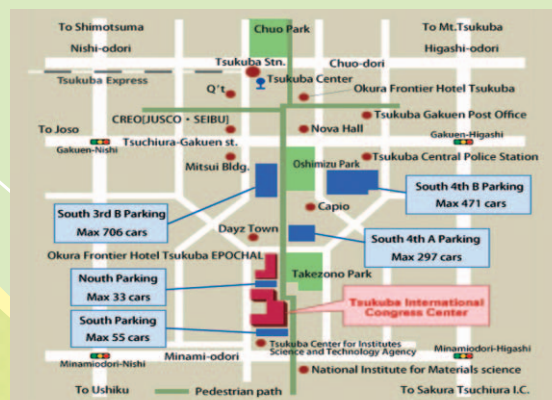 To Shimotsuma
Chuo Park
To Mt.Tsukuba
Nishi-odori
Higashi-odori
Tsukuba Stn.
Chuo-dori
Tsukuba Express
Tsukuba Center
Q't
Okura Frontier Hotel Tsukuba
CREO[JUSCO・SEIBU]
Tsukuba Gakuen Post Office
To Joso
Nova Hall
Tsuchiura-Gakuen st.
Gakuen-Nishi
Gakuen-Higashi
Mitsui Bldg.
Oshimizu Park
Tsukuba Central Police Station
South 4th B Parking
Max 471 cars
South 3rd B Parking
Max 706 cars
Capio
Dayz Town
South 4th A Parking
Max 297 cars
Okura Frontier Hotel Tsukuba EPOCHAL
Nouth Parking
Max 33 cars
Takezono Park
Tsukuba International
Congress Center
South Parking
Max 55 cars
Tsukuba Center for Institutes
Science and Technology Agency
Minami-odori
Minamiodori-Nishi
Minamiodori-Higashi
National Institute for Materials science
To Ushiku
Pedestrian path
To Sakura Tsuchiura I.C.